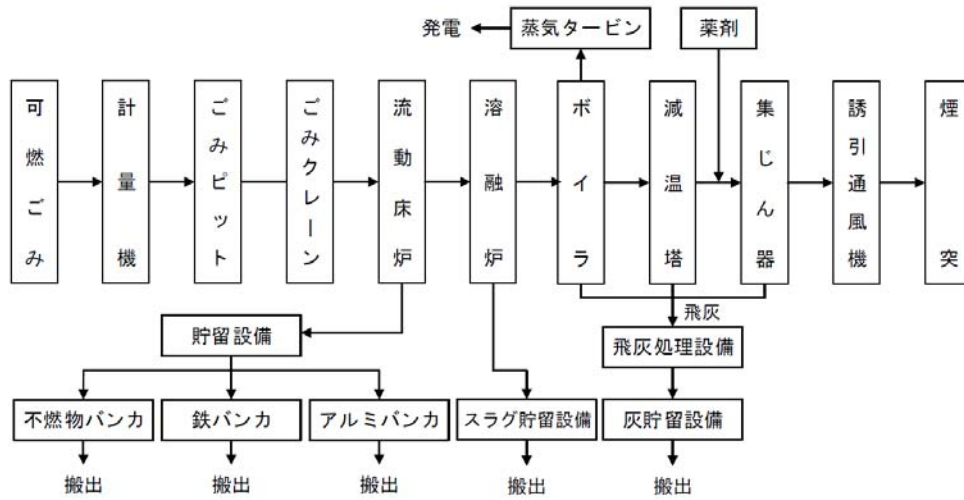 発電
蒸気タービン
薬剤
可燃ごみ
計量機
ごみピット
ごみクレーン
流動床炉
溶融炉
ボイラ
減温塔
集じん器
誘引通風機
煙突
飛灰
貯留設備
飛灰処理設備
不燃物バンカ
鉄バンカ
アルミバンカ
スラグ貯留設備
灰貯留設備
搬出
搬出
搬出
搬出
搬出